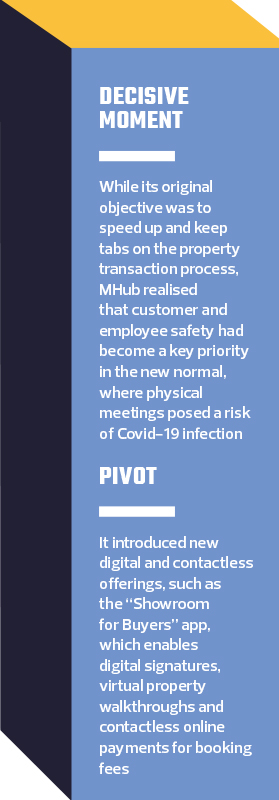 DECISIVE
MOMENT
While its original
objective was to
speed up and keep
tabs on the property
transaction process,
MHub realised
that customer and
employee safety had
become a key priority
in the new normal,
where physical
meetings posed a risk
of Covid-19 infection
PIVOT
It introduced new
digital and contactless
offerings, such as
the “Showroom
for Buyers” app,
which enables
digital signatures,
virtual property
walkthroughs and
contactless online
payments for booking
fees